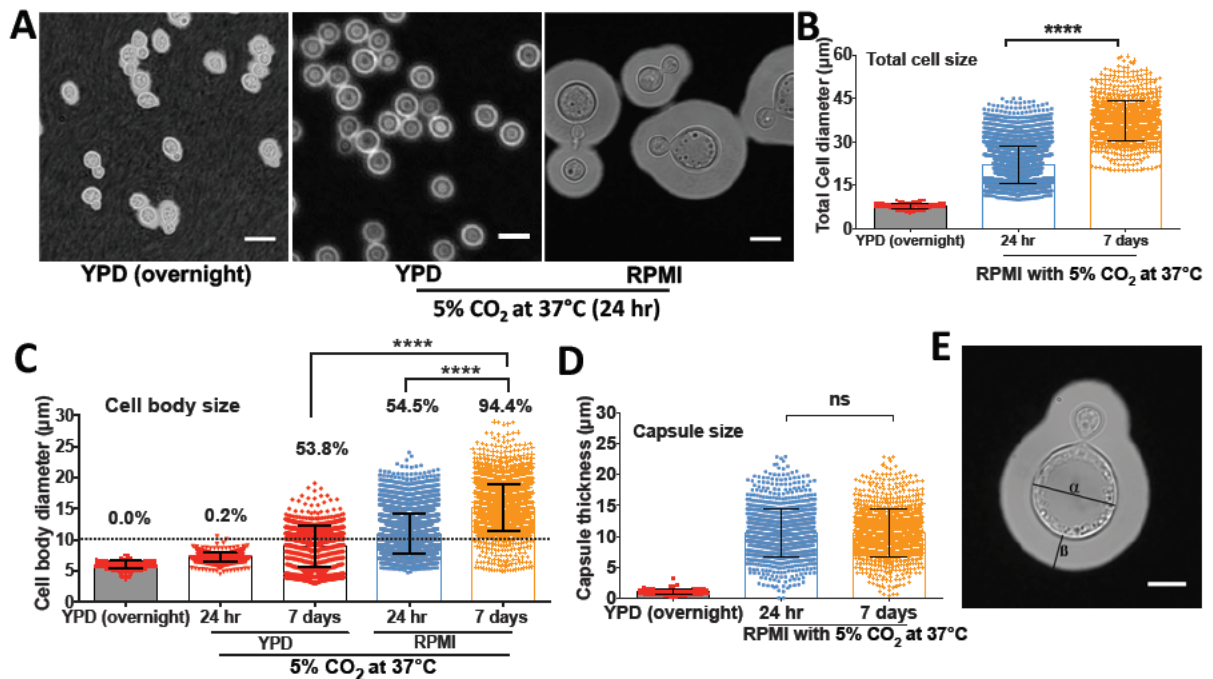 A
YPD (overnight)
YPD
RPMI
5% CO2 at 37°C (24 hr)
B
****
Total cell size
Total Cell diameter (µm)
60
45
30
15
0
YPD (overnight)
24 hr
7 days
RPMI with 5% CO2 at 37°C
C
****
****
Cell body size
54.5%
94.4%
53.8%
0.0%
0.2%
Cell body diameter (µm)
30
25
20
15
10
5
0
YPD (overnight)
24 hr
7 days
24 hr
7 days
YPD
RPMI
5% CO2 at 37°C
D
ns
Capsule size
Capsule thickness (µm)
30
25
20
15
10
5
0
YPD (overnight)
24 hr
7 days
RPMI with 5% CO2 at 37°C
E
α
ß